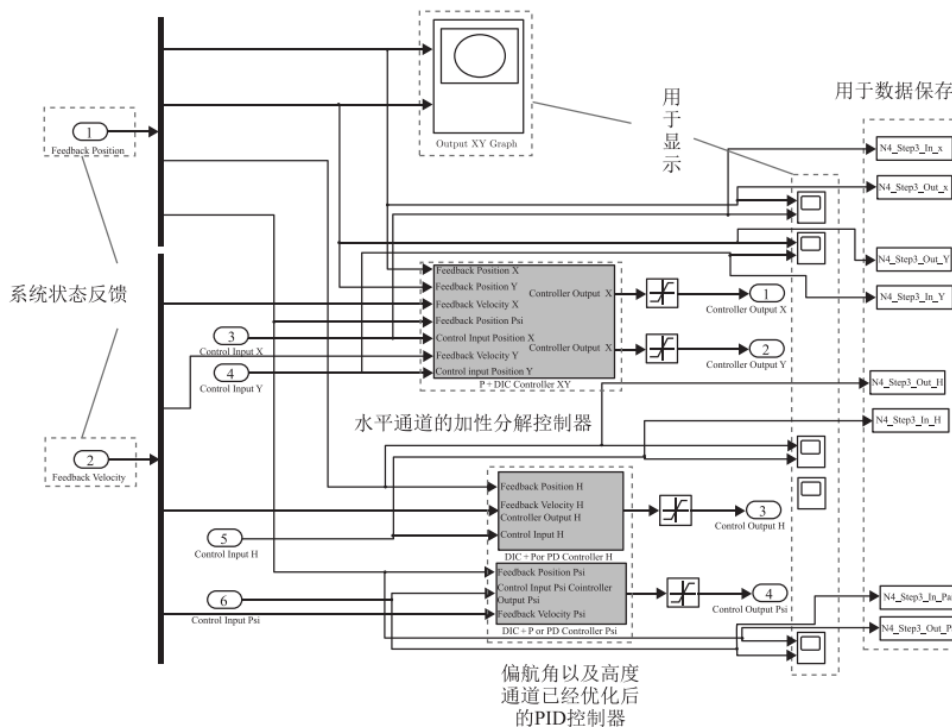 用于数据保存
用于显示
Output XY Graph
1
Feedback Position
N4_Step3_In_x
N4_Step3_Out_x
N4_Step3_Out_Y
N4_Step3_In_Y
系统状态反馈
Feedback Position X
Feedback Position Y
Feedback Velocity X
Feedback Position Psi
Control Input Position X
Feedback Velocity Y
Control input Position Y
Controller Output X
Controller Output X
P + DIC Controller XY
1
Controller Output X
2
Controller Output Y
3
Control Input X
4
Control Input Y
N4_Step3_Out_H
N4_Step3_In_H
水平通道的加性分解控制器
2
Feedback Velocity
Feedback Position H
Feedback Velocity H
Controller Output H
Control Input H
DIC + Por PD Controller H
3
Control Output H
5
Control Input H
Feedback Position Psi
Control Input Psi Cointroller
Output Psi
Feedback Velocity Psi
DIC + P or PD Controller Psi
4
Control Output Psi
6
Control Input Psi
N4_Step3_In_Pa
N4_Step3_Out_P
偏航角以及高度
通道已经优化后
的PID控制器